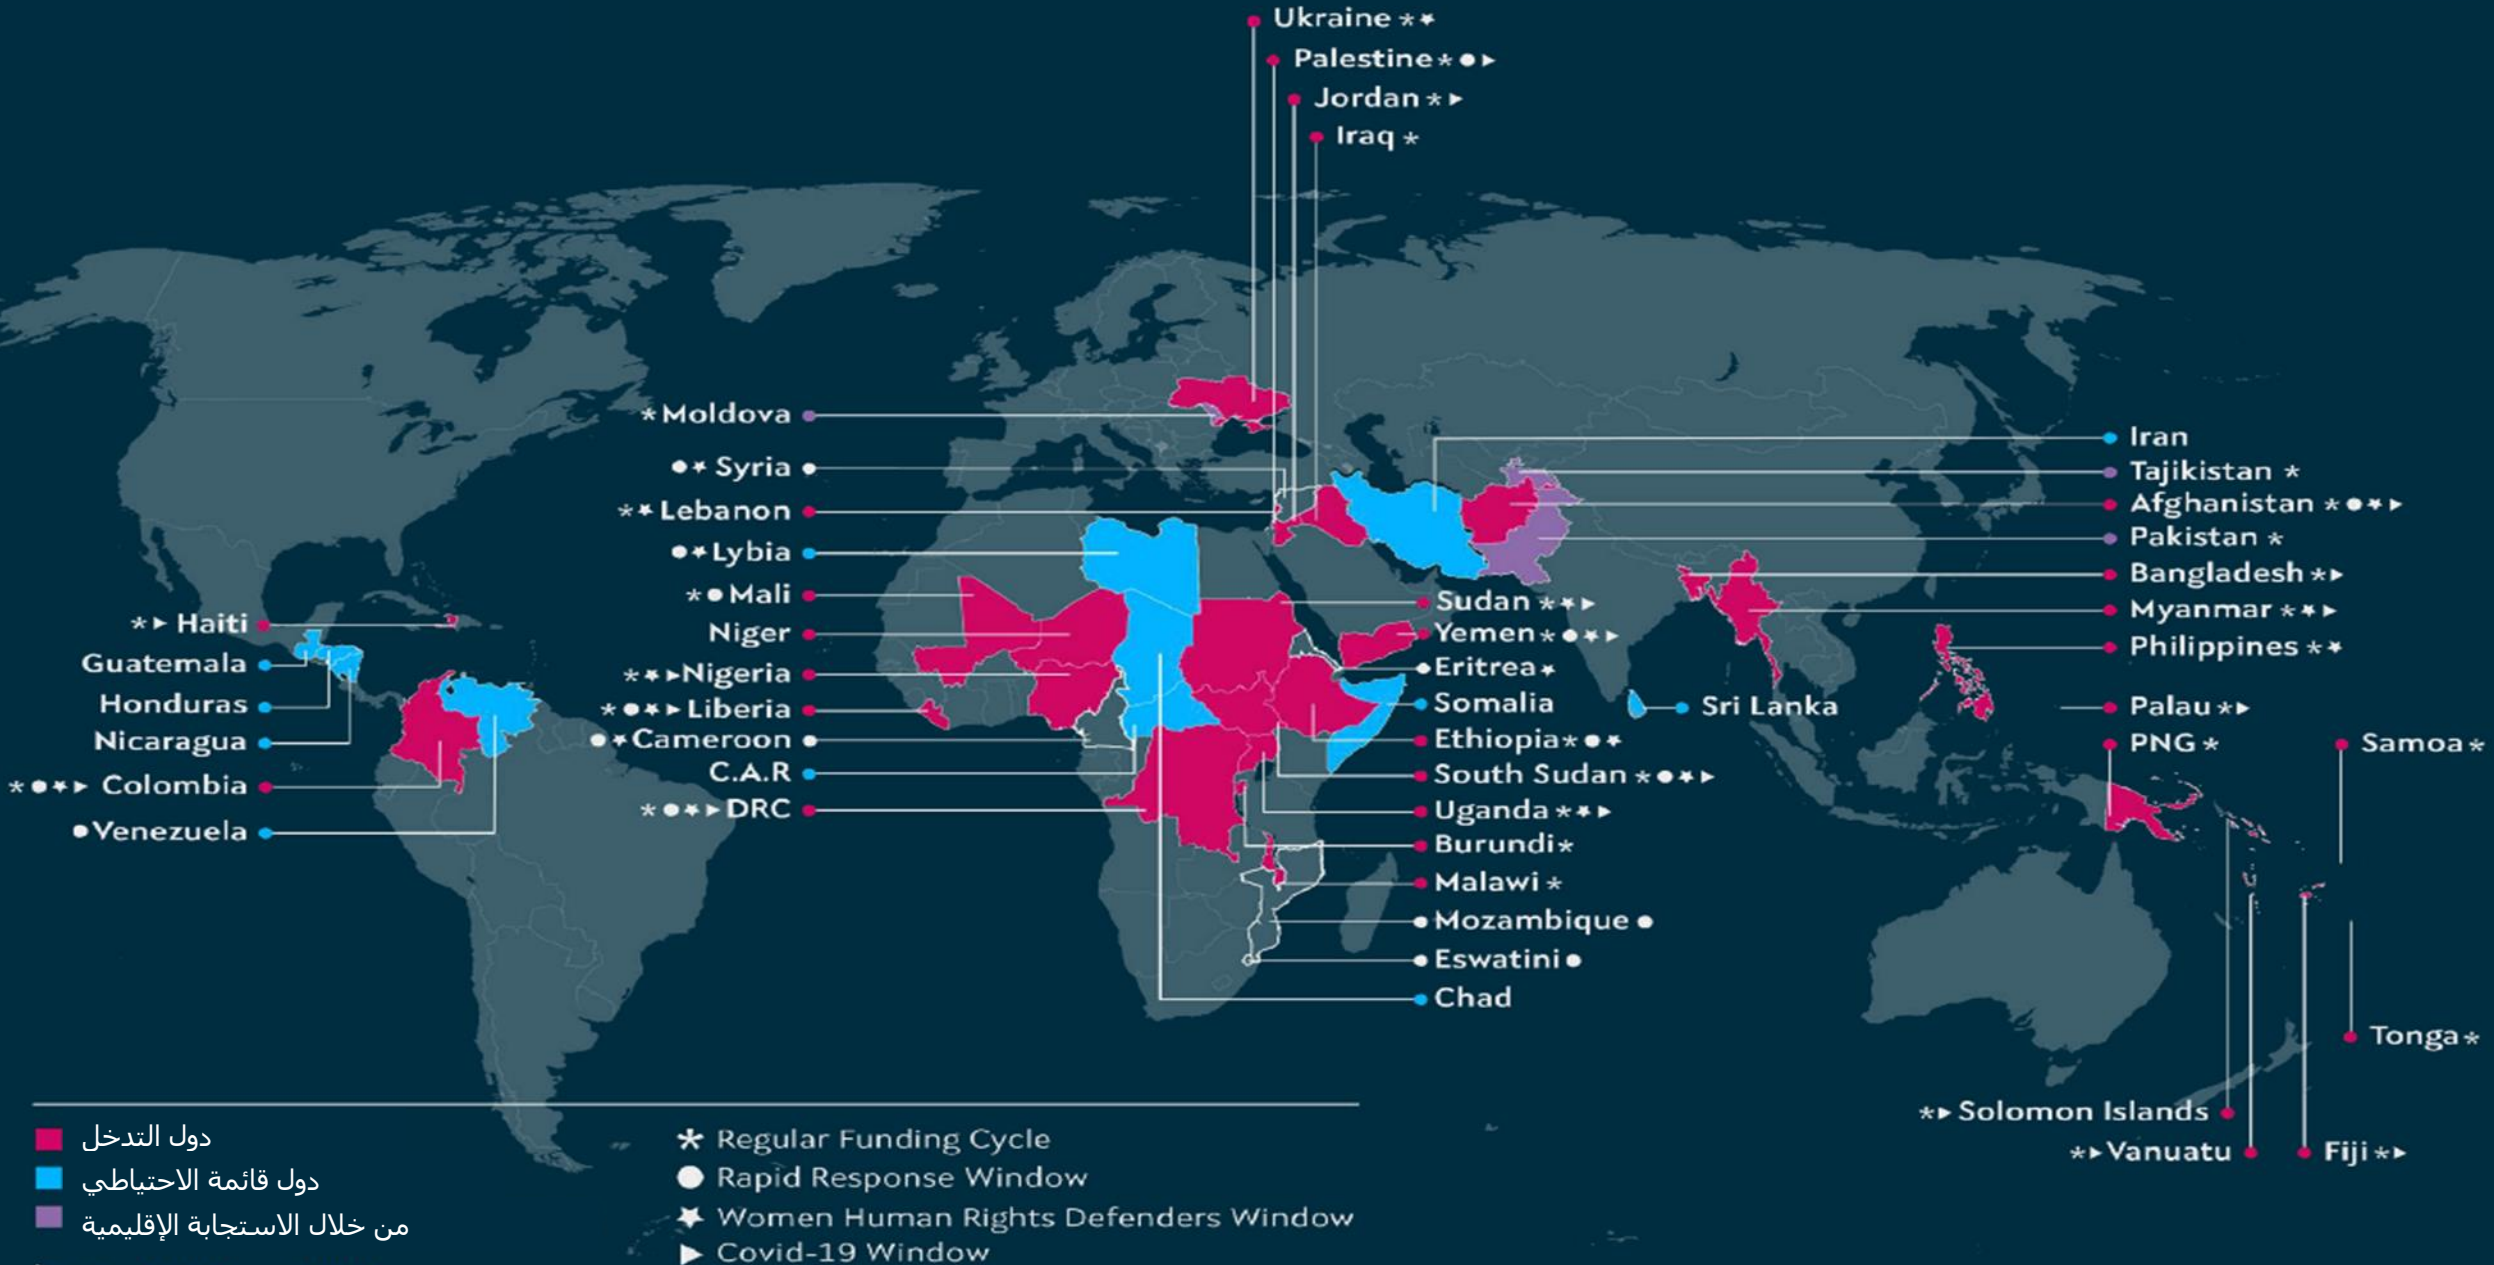 Ukraine *★
Palestine*●►
Jordan *►
Iraq *
*Moldova
●★ Syria
*★Lebanon
●★Lybia
*●Mali
Niger
*★►Nigeria
*●★►Liberia
●★Cameroon
C.A.R
*●★►DRC
*► Haiti
Guatemala
Honduras
Nicaragua
*●★► Colombia
●Venezuela
Sudan *★►
Yemen*●★►
Eritrea★
Somalia
Ethiopia*●★
South Sudan *●★►
Uganda *★►
Burundi*
Malawi *
Mozambique ●
Eswatini●
Chad
Iran
Tajikistan *
Afghanistan *●★►
Pakistan *
Bangladesh *►
Myanmar *★►
Philippines *★
Sri Lanka
Palau*►
PNG *
Samoa*
Tonga*
*►Solomon Islands
*►Vanuatu
Fiji*►
دول التدخل
دول قائمة الاحتياطي
من خلال الاستجابة الإقليمية
* Regular Funding Cycle
● Rapid Response Window
★ Women Human Rights Defenders Window
► Covid-19 Window